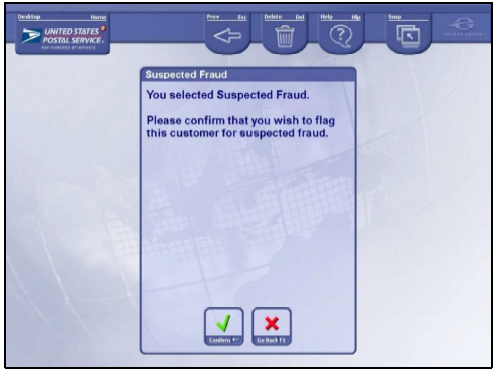 Desktop Home
Prev Esc
Delete Del
Help Hlp
Susp
UNITED STATES
POSTAL SERVICE
Suspected Fraud
You selected Suspected Fraud.
Please confirm that you wish to flag
this customer for suspected fraud.
Confirm ↵
Go Back F1